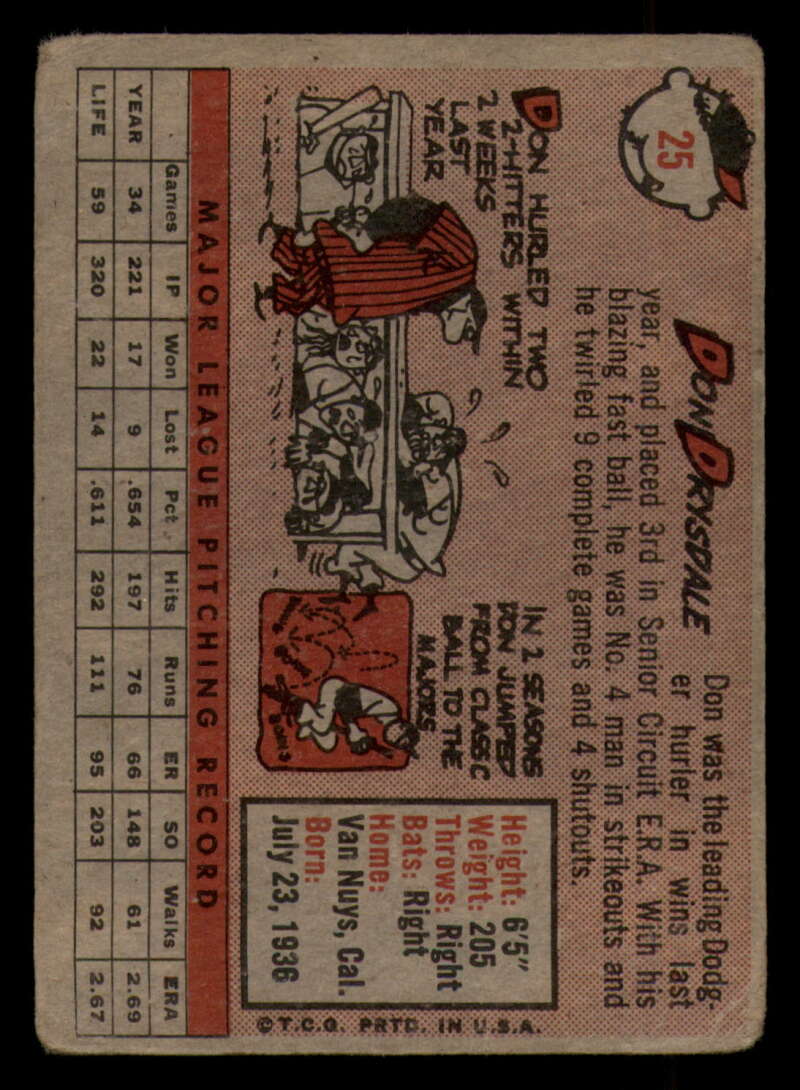 25
DON DRYSDALE
Don was the leading Dodg-
er hurler in wins last
year, and placed 3rd in Senior Circuit E.R.A. With his
blazing fast ball, he was No. 4 man in strikeouts and
he twirled 9 complete games and 4 shutouts.
DON HURLED TWO
2-HITTERS WITHIN
2 WEEKS
LAST
YEAR
IN 2 SEASONS
DON JUMPED
FROM CLASS C
BALL TO THE
MAJORS
Height: 6'5"
Weight: 205
Throws: Right
Bats: Right
Home:
Van Nuys, Cal.
Born:
July 23, 1936
©T.C.G. PRTD. IN U.S.A.
MAJOR LEAGUE PITCHING RECORD
Games IP Won Lost Pct. Hits Runs ER SO Walks ERA
YEAR 34 221 17 9 .654 197 76 66 148 61 2.69
LIFE 59 320 22 14 .611 292 111 95 203 92 2.67